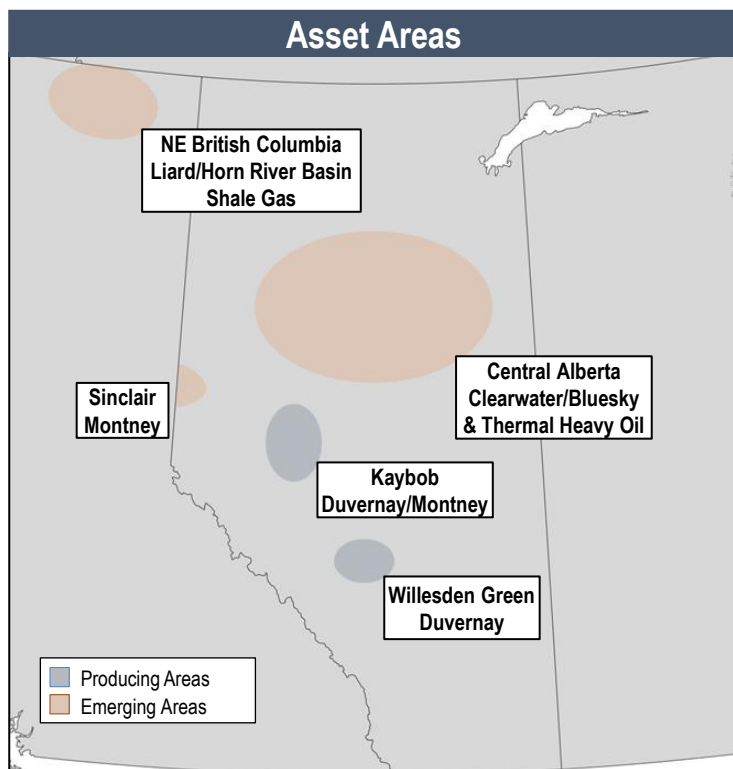 Asset Areas
NE British Columbia
Liard/Horn River Basin
Shale Gas
Sinclair
Montney
Central Alberta
Clearwater/Bluesky
& Thermal Heavy Oil
Kaybob
Duvernay/Montney
Willesden Green
Duvernay
Producing Areas
Emerging Areas